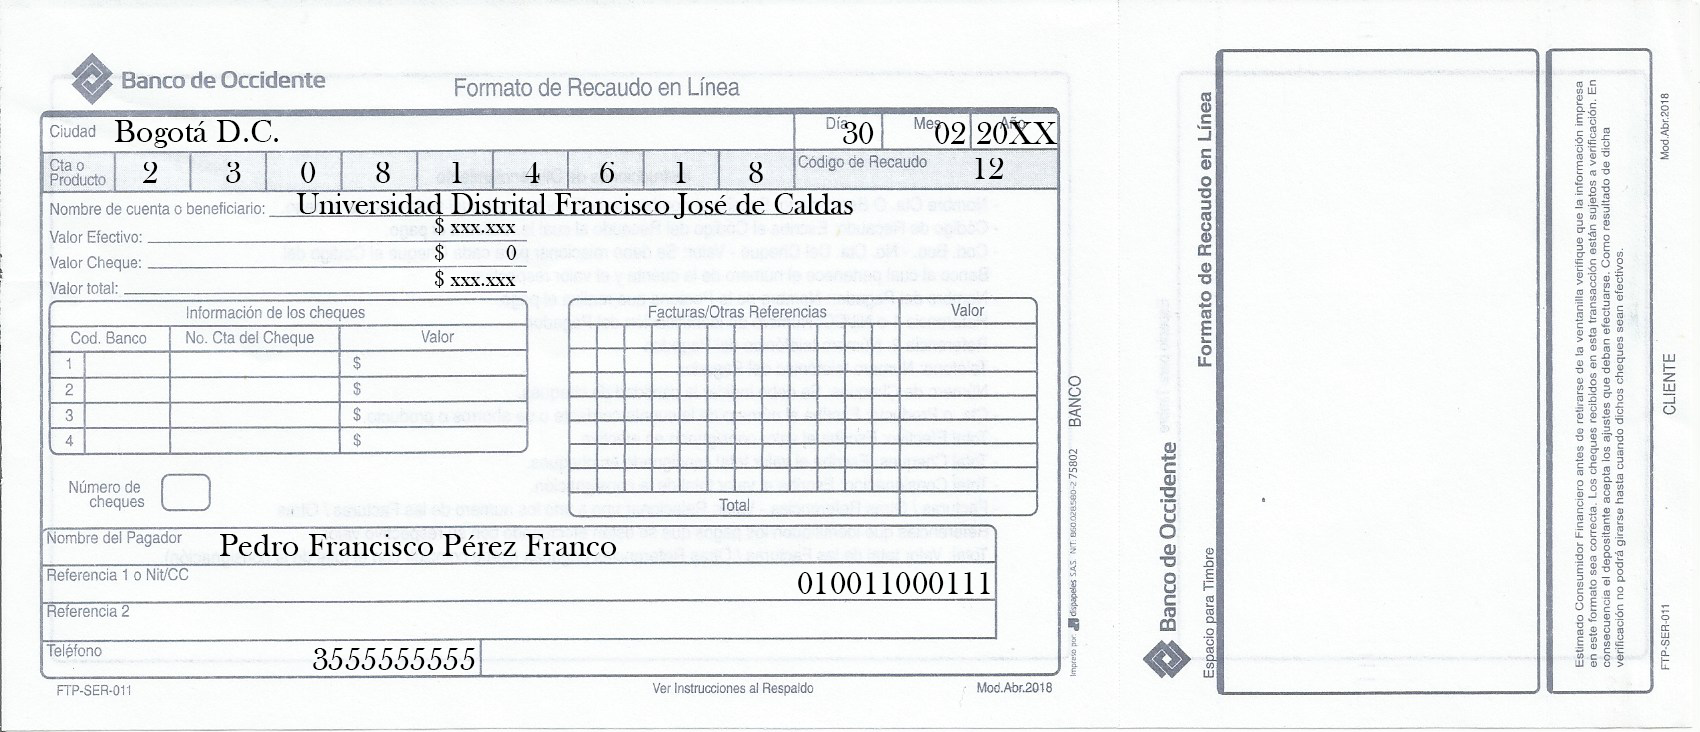 Banco de Occidente
Formato de Recaudo en Línea
Ciudad Bogotá D.C. Día 30 Mes 02 Año 20XX
Cta o Producto 2 3 0 8 1 4 6 1 8 Código de Recaudo 12
Nombre de cuenta o beneficiario: Universidad Distrital Francisco José de Caldas
Valor Efectivo: $ xxx.xxx
Valor Cheque: $ 0
Valor total: $ xxx.xxx
Información de los cheques
Cod. Banco No. Cta del Cheque Valor
1 $
2 $
3 $
4 $
Facturas/Otras Referencias Valor
Total
Número de cheques
Nombre del Pagador Pedro Francisco Pérez Franco
Referencia 1 o Nit/CC 010011000111
Referencia 2
Teléfono 3555555555
FTP-SER-011 Ver Instrucciones al Respaldo Mod.Abr.2018
Impreso por: dispapeles S.A.S. NIT: 860.028.580-2 75802 BANCO
Banco de Occidente
Formato de Recaudo en Línea
Espacio para Timbre
Estimado Consumidor Financiero antes de retirarse de la ventanilla verifique que la información impresa
en este formato sea correcta. Los cheques recibidos en esta transacción están sujetos a verificación. En
consecuencia el depositante acepta los ajustes que deban efectuarse. Como resultado de dicha
verificación no podrá girarse hasta cuando dichos cheques sean efectivos.
FTP-SER-011 CLIENTE Mod.Abr.2018